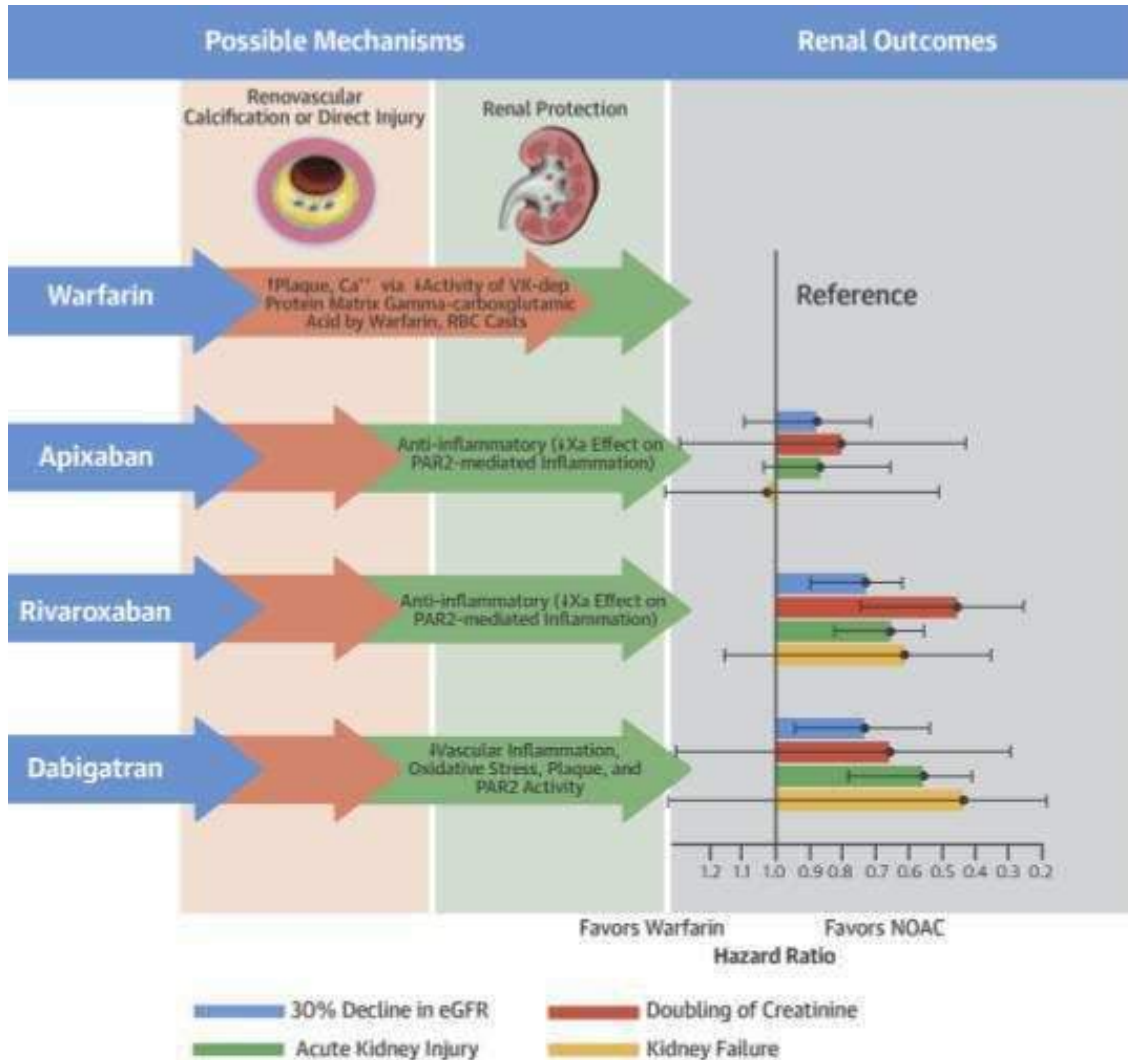 Possible Mechanisms
Renal Outcomes
Renovascular
Calcification or Direct Injury
Renal Protection
Warfarin
↑Plaque, Ca⁺⁺ via ↓Activity of VK-dep
Protein Matrix Gamma-carboxglutamic
Acid by Warfarin, RBC Casts
Reference
Apixaban
Anti-inflammatory (↓Xa Effect on
PAR2-mediated Inflammation)
Rivaroxaban
Anti-inflammatory (↓Xa Effect on
PAR2-mediated Inflammation)
Dabigatran
↓Vascular Inflammation,
Oxidative Stress, Plaque, and
PAR2 Activity
1.2 1.1 1.0 0.9 0.8 0.7 0.6 0.5 0.4 0.3 0.2
Favors Warfarin
Favors NOAC
Hazard Ratio
30% Decline in eGFR
Doubling of Creatinine
Acute Kidney Injury
Kidney Failure